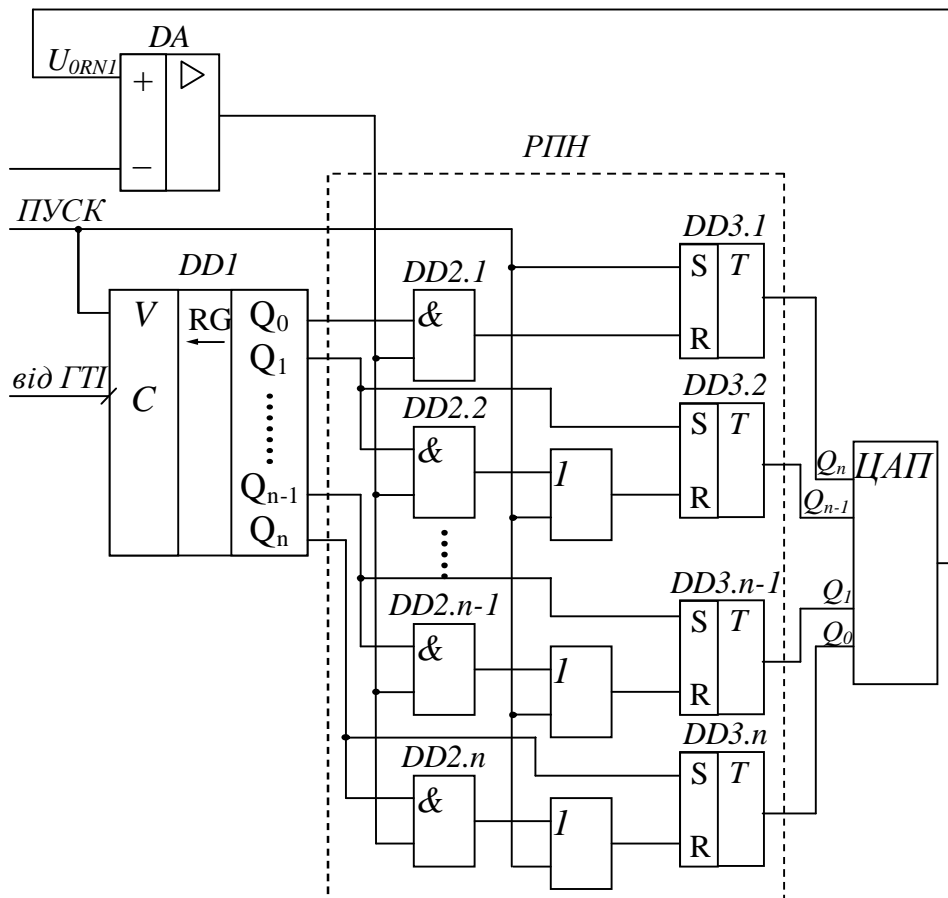 DA
U0RN1
+
−
РПН
ПУСК
DD3.1
S T
R
DD1
DD2.1
V
RG
Q0
&
Q1
від ГТІ
C
DD2.2
&
1
DD3.2
S T
R
Qn-1
Qn
Qn
ЦАП
Qn-1
DD2.n-1
&
1
DD3.n-1
S T
R
Q1
Q0
DD2.n
&
1
DD3.n
S T
R